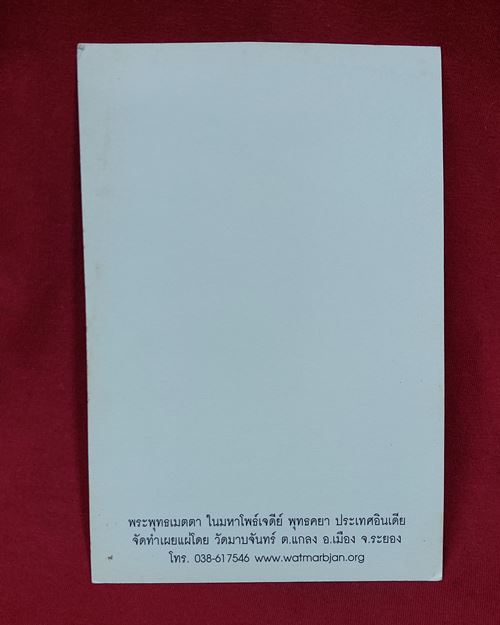 พระพุทธเมตตา ในมหาโพธิ์เจดีย์ พุทธคยา ประเทศอินเดีย
จัดทำเผยแผ่โดย วัดมาบจันทร์ ต.แกลง อ.เมือง จ.ระยอง
โทร. 038-617546 www.watmarbjan.org